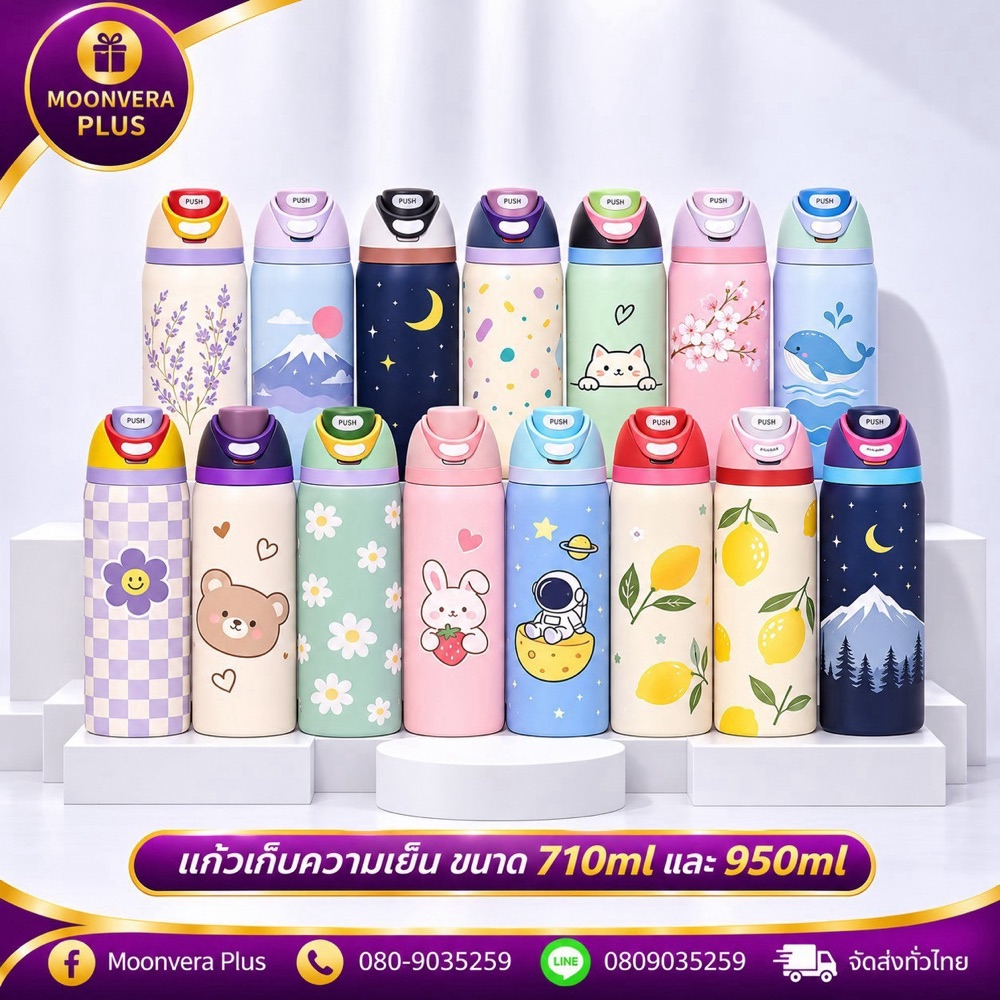 MOONVERA
PLUS
PUSH PUSH PUSH PUSH PUSH PUSH PUSH
PUSH PUSH PUSH PUSH PUSH PUSH
แก้วเก็บความเย็น ขนาด 710ml และ 950ml
Moonvera Plus 080-9035259 LINE 0809035259 จัดส่งทั่วไทย